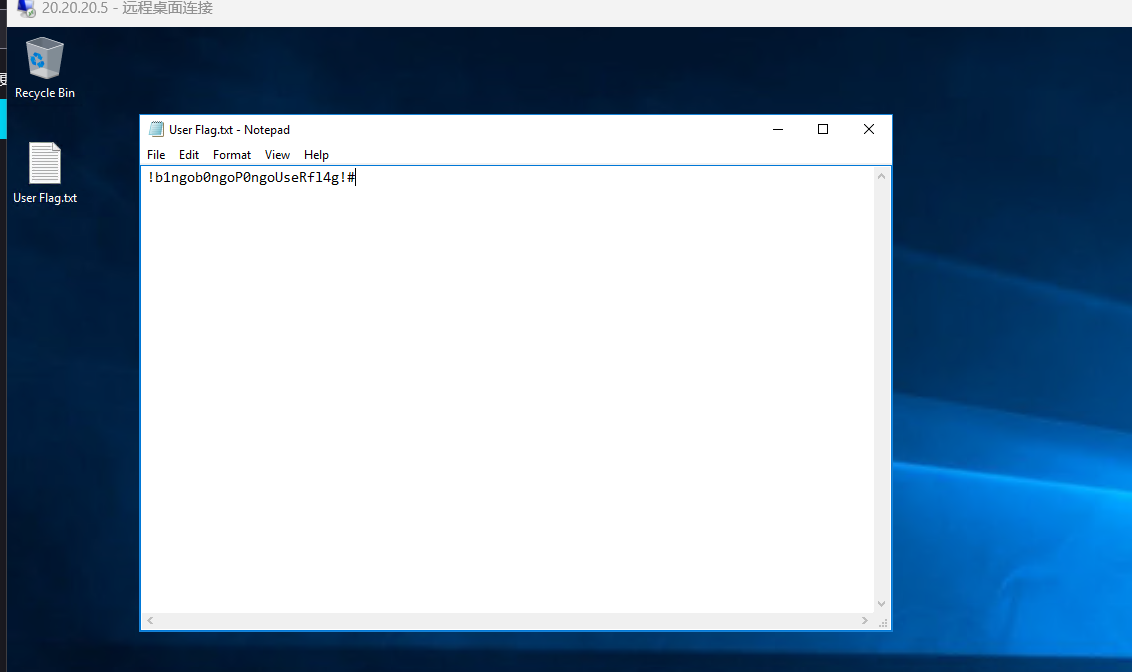 20.20.20.5 - 远程桌面连接
Recycle Bin
User Flag.txt
User Flag.txt - Notepad
File Edit Format View Help
!b1ngob0ngoP0ngoUseRfl4g!#